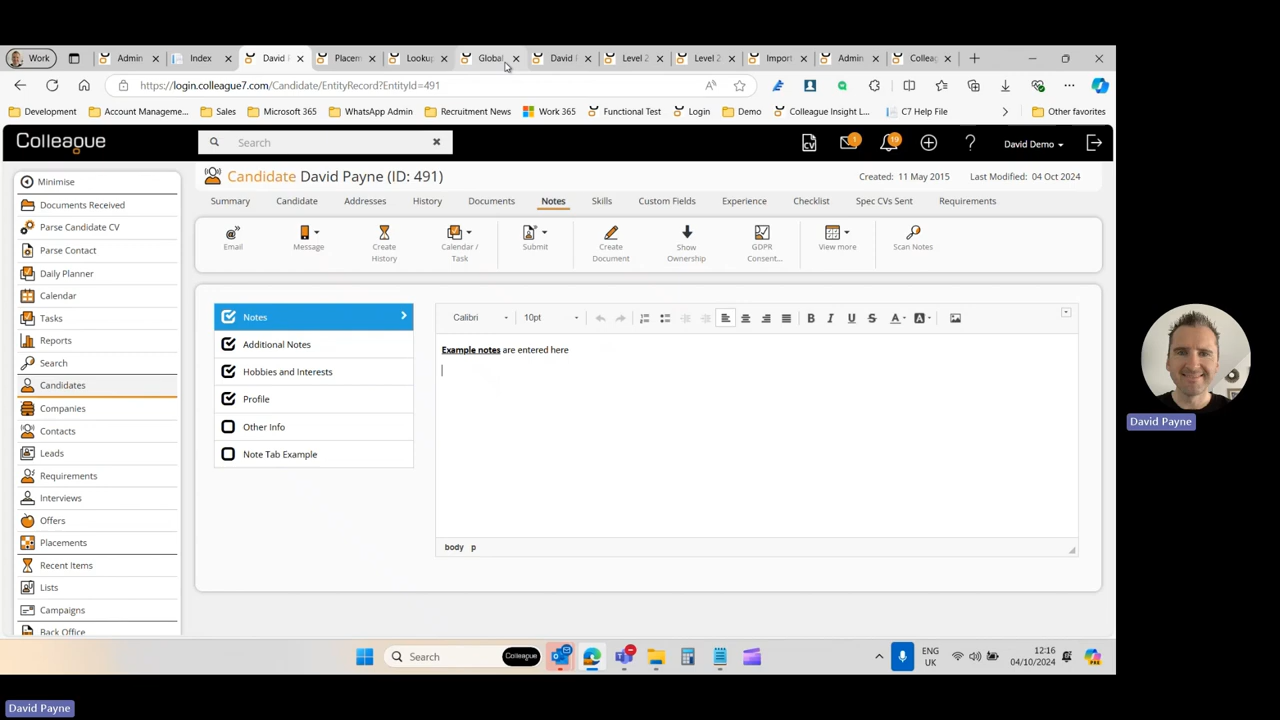 Work
Admin
Index
David P
Placem
Lookup
Global
David P
Level 2
Level 2
Import
Admin
Colleag
https://login.colleague7.com/Candidate/EntityRecord?EntityId=491
Development
Account Manageme...
Sales
Microsoft 365
WhatsApp Admin
Recruitment News
Work 365
Functional Test
Login
Demo
Colleague Insight L...
C7 Help File
Other favorites
Colleague
Search
CV
1
19
David Demo
Minimise
Documents Received
Parse Candidate CV
Parse Contact
Daily Planner
Calendar
Tasks
Reports
Search
Candidates
Companies
Contacts
Leads
Requirements
Interviews
Offers
Placements
Recent Items
Lists
Campaigns
Back Office
Candidate David Payne (ID: 491)
Created: 11 May 2015
Last Modified: 04 Oct 2024
Summary
Candidate
Addresses
History
Documents
Notes
Skills
Custom Fields
Experience
Checklist
Spec CVs Sent
Requirements
Email
Message
Create History
Calendar / Task
Submit
Create Document
Show Ownership
GDPR Consent...
View more
Scan Notes
Notes
Additional Notes
Hobbies and Interests
Profile
Other Info
Note Tab Example
Calibri
10pt
B I U S A A
Example notes are entered here
body p
David Payne
Search
Colleague
ENG
UK
12:16
04/10/2024
David Payne